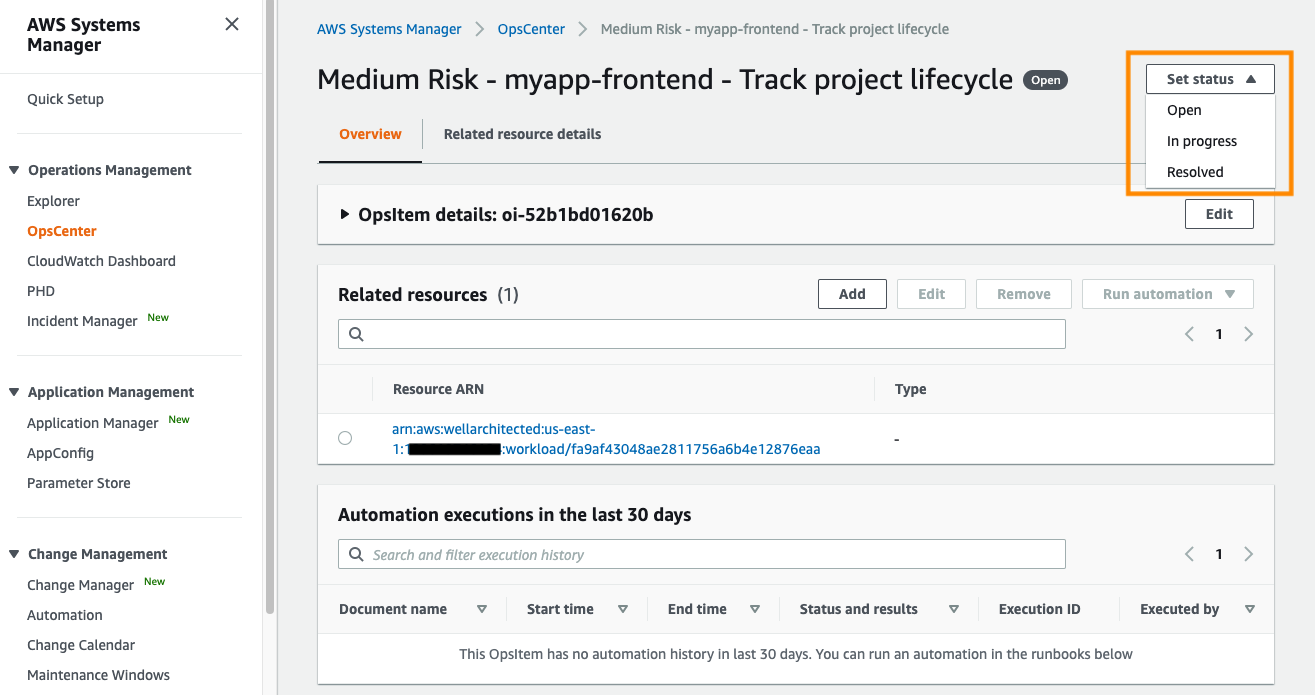 AWS Systems
Manager
Quick Setup
Operations Management
Explorer
OpsCenter
CloudWatch Dashboard
PHD
Incident Manager New
Application Management
Application Manager New
AppConfig
Parameter Store
Change Management
Change Manager New
Automation
Change Calendar
Maintenance Windows
AWS Systems Manager > OpsCenter > Medium Risk - myapp-frontend - Track project lifecycle
Medium Risk - myapp-frontend - Track project lifecycle Open
Set status
Open
In progress
Resolved
Overview Related resource details
OpsItem details: oi-52b1bd01620b Edit
Related resources (1) Add Edit Remove Run automation
1
Resource ARN Type
arn:aws:wellarchitected:us-east-
1:1 :workload/fa9af43048ae2811756a6b4e12876eaa -
Automation executions in the last 30 days
Search and filter execution history 1
Document name Start time End time Status and results Execution ID Executed by
This OpsItem has no automation history in last 30 days. You can run an automation in the runbooks below